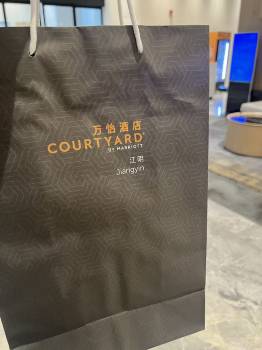 万怡酒店
COURTYARD®
BY MARRIOTT
江阴
Jiangyin